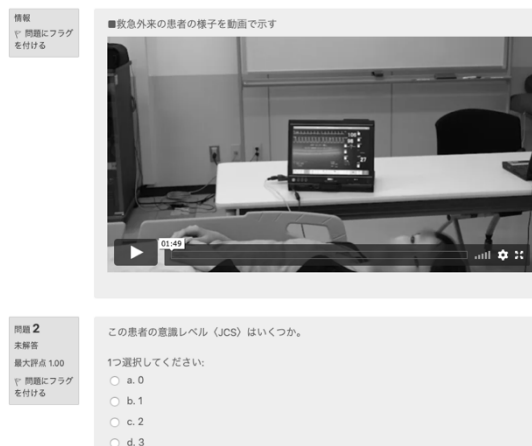 情報
問題にフラグ
を付ける
■救急外来の患者の様子を動画で示す
01:49
問題 2
未解答
最大評点 1.00
問題にフラグ
を付ける
この患者の意識レベル〈JCS〉はいくつか。
1つ選択してください:
a. 0
b. 1
c. 2
d. 3